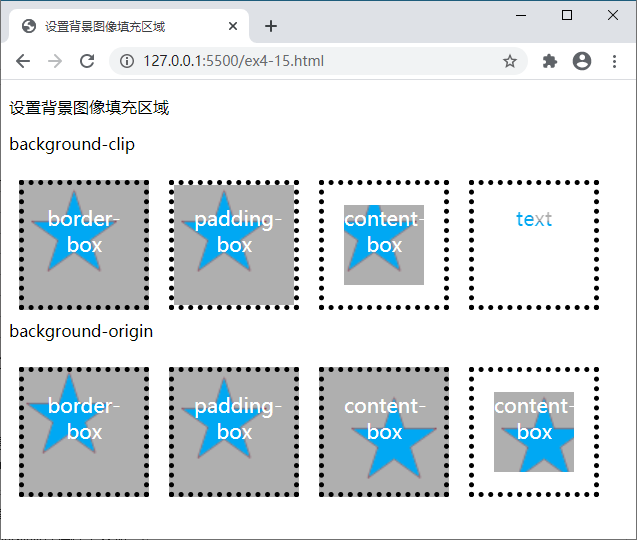 设置背景图像填充区域
127.0.0.1:5500/ex4-15.html
设置背景图像填充区域
background-clip
border-
box
padding-
box
content-
box
text
background-origin
border-
box
padding-
box
content-
box
content-
box